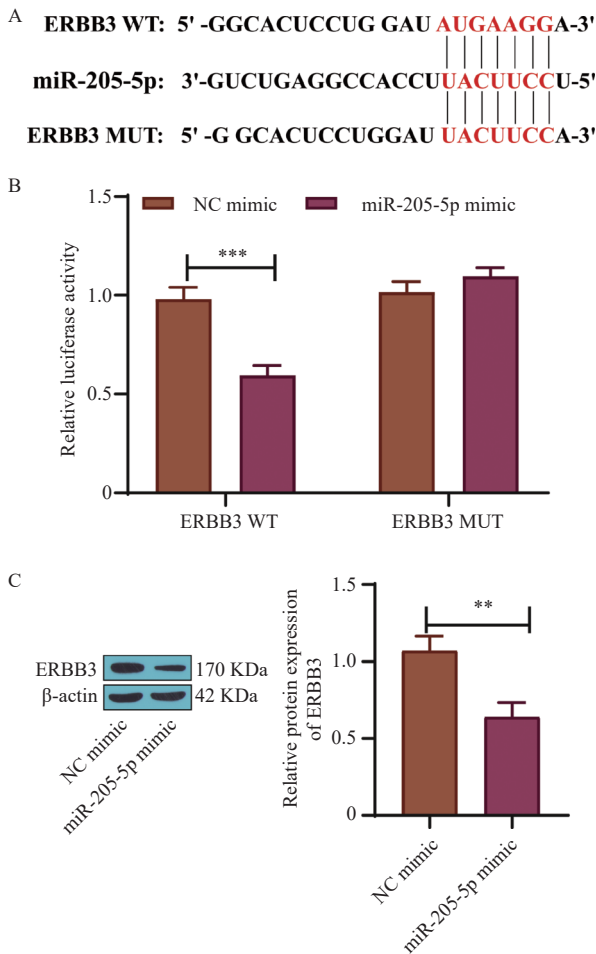 A
ERBB3 WT: 5' -GGCACUCCUG GAU AUGAAGGA-3'
miR-205-5p: 3'-GUCUGAGGCCACCUUACUUCCU-5'
ERBB3 MUT: 5' -G GCACUCCUGGAU UACUUCCA-3'
B
1.5
1.0
0.5
0
Relative luciferase activity
NC mimic
miR-205-5p mimic
***
ERBB3 WT
ERBB3 MUT
C
ERBB3
170 KDa
β-actin
42 KDa
NC mimic
miR-205-5p mimic
Relative protein expression
of ERBB3
1.5
1.0
0.5
0
**
NC mimic
miR-205-5p mimic